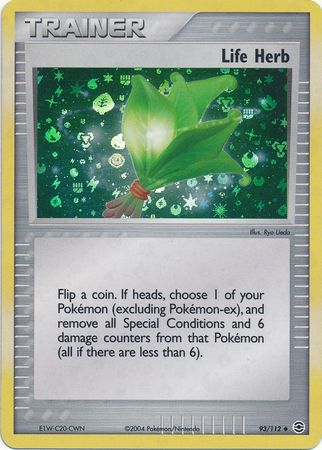 TRAINER
Life Herb
Illus. Ryo Ueda
Flip a coin. If heads, choose 1 of your
Pokémon (excluding Pokémon-ex), and
remove all Special Conditions and 6
damage counters from that Pokémon
(all if there are less than 6).
E1W-C20-CWN
©2004 Pokémon/Nintendo
93/112